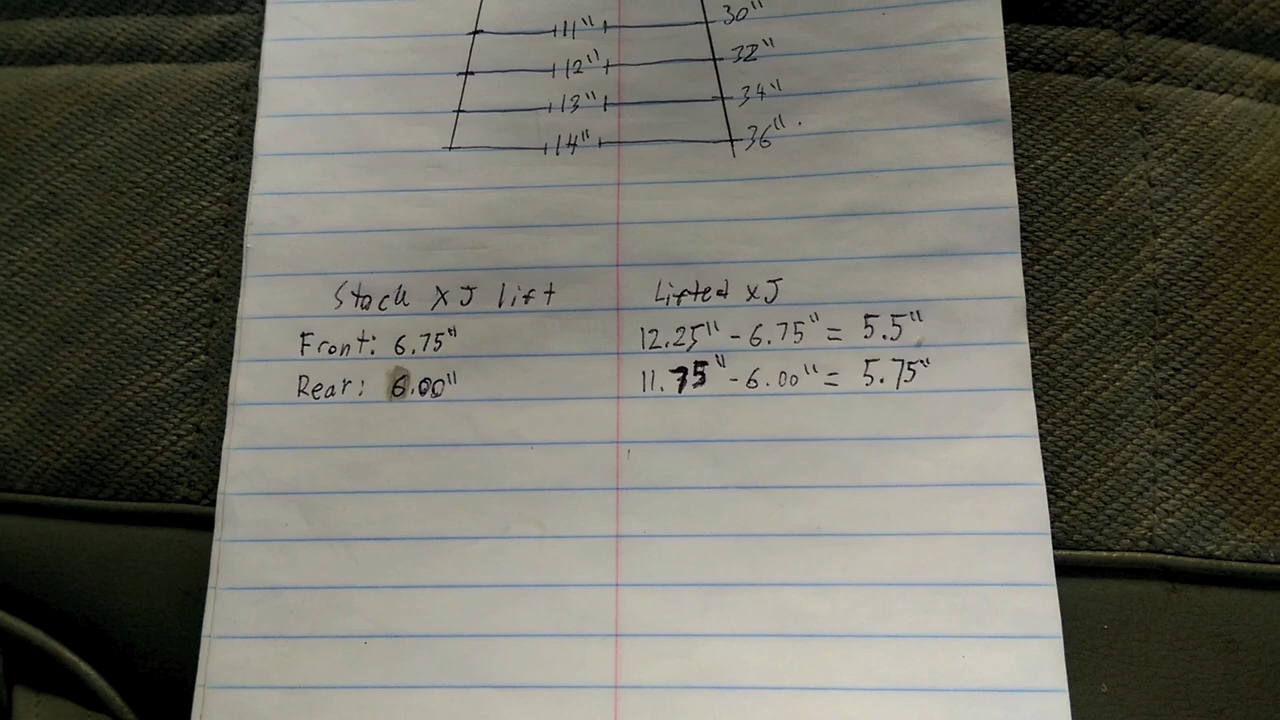 11" 30"
12" 32"
13" 34"
14" 36"
Stock XJ lift Lifted XJ
Front: 6.75" 12.25" - 6.75" = 5.5"
Rear: 6.00" 11.75" - 6.00" = 5.75"